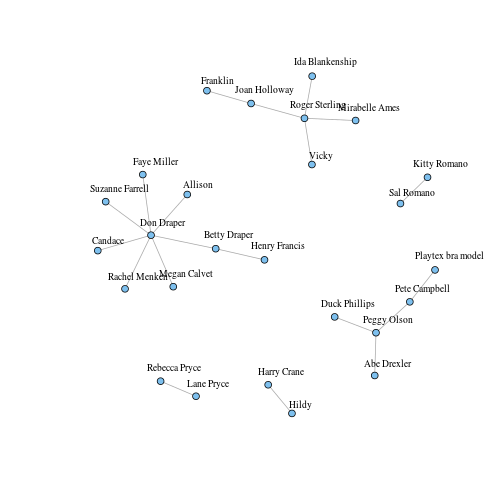 Ida Blankenship
Franklin
Joan Holloway
Roger Sterling
Mirabelle Ames
Vicky
Faye Miller
Kitty Romano
Suzanne Farrell
Allison
Sal Romano
Don Draper
Candace
Betty Draper
Henry Francis
Playtex bra model
Rachel Menken
Megan Calvet
Pete Campbell
Duck Phillips
Peggy Olson
Abe Drexler
Rebecca Pryce
Harry Crane
Lane Pryce
Hildy